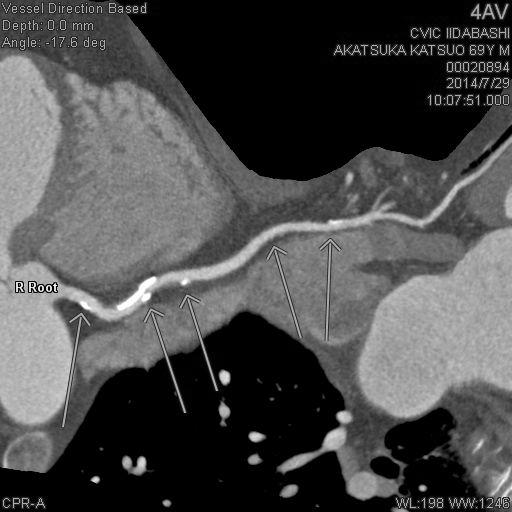 Vessel Direction Based
Depth: 0.0 mm
Angle: -17.6 deg
4AV
CVIC IIDABASHI
AKATSUKA KATSUO 69Y M
00020894
2014/7/29
10:07:51.000
R Root
CPR-A
WL:198 WW:1246